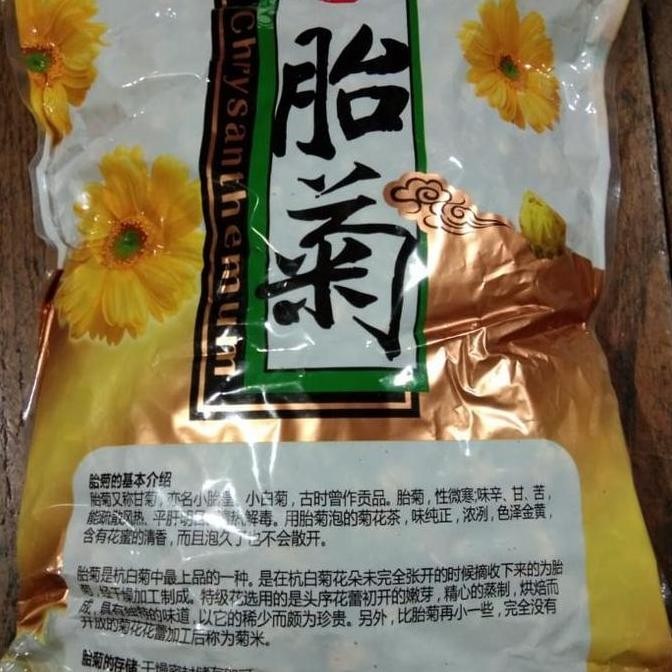 胎菊
Chrysanthemum
胎菊的基本介绍
胎菊又称甘菊,亦名小胎菊、小白菊,古时曾作贡品。胎菊,性微寒;味辛、甘、苦,
能疏散风热、平肝明目、解毒。用胎菊泡的菊花茶,味纯正,浓冽,色泽金黄,
含有花蜜的清香,而且泡久了也不会散开。
胎菊是杭白菊中最上品的一种。是在杭白菊花朵未完全张开的时候摘收下来的为胎
菊,经干燥加工制成。特级花选用的是头序花蕾初开的嫩芽,精心的蒸制,烘焙而
成,具有独特的味道,以它的稀少而颇为珍贵。另外,比胎菊再小一些,完全没有
开放的菊花花蕾加工后称为菊米。
胎菊的存储:干燥密封储存